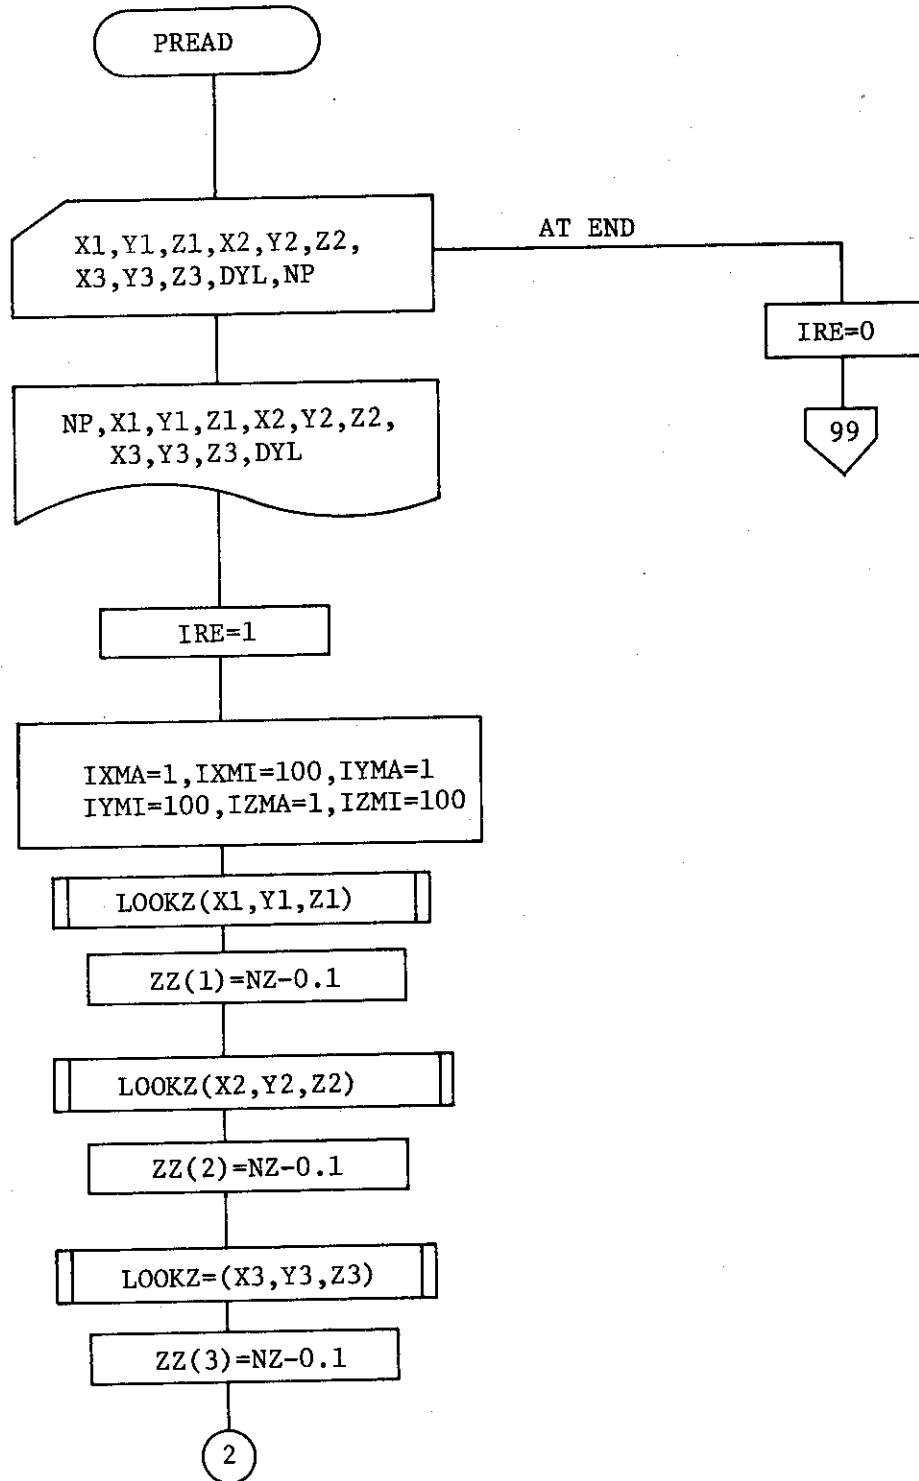 PREAD
X1,Y1,Z1,X2,Y2,Z2,
X3,Y3,Z3,DYL,NP
AT END
IRE=0
99
NP,X1,Y1,Z1,X2,Y2,Z2,
X3,Y3,Z3,DYL
IRE=1
IXMA=1,IXMI=100,IYMA=1
IYMI=100,IZMA=1,IZMI=100
LOOKZ(X1,Y1,Z1)
ZZ(1)=NZ-0.1
LOOKZ(X2,Y2,Z2)
ZZ(2)=NZ-0.1
LOOKZ=(X3,Y3,Z3)
ZZ(3)=NZ-0.1
2